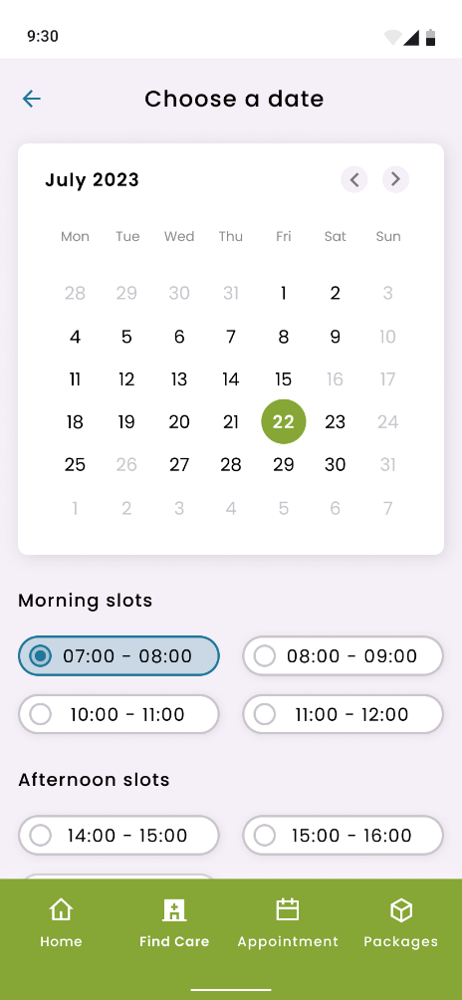 9:30
Choose a date
July 2023
Mon Tue Wed Thu Fri Sat Sun
28 29 30 31 1 2 3
4 5 6 7 8 9 10
11 12 13 14 15 16 17
18 19 20 21 22 23 24
25 26 27 28 29 30 31
1 2 3 4 5 6 7
Morning slots
07:00 - 08:00 08:00 - 09:00
10:00 - 11:00 11:00 - 12:00
Afternoon slots
14:00 - 15:00 15:00 - 16:00
Home Find Care Appointment Packages